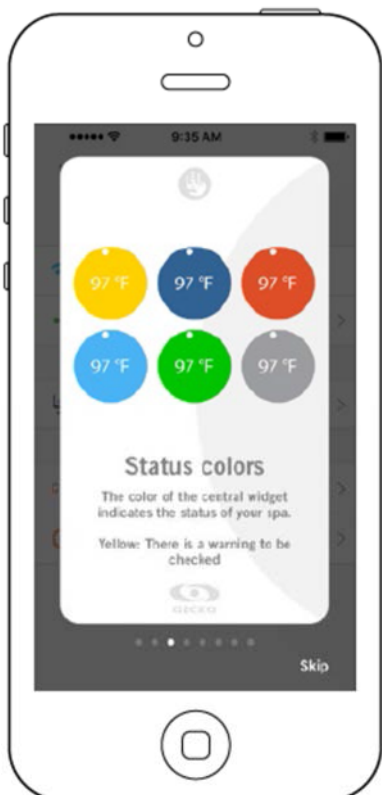 9:35 AM
97 °F
97 °F
97 °F
97 °F
97 °F
97 °F
Status colors
The color of the central widget
indicates the status of your spa.
Yellow: There is a warning to be
checked
GECKO
Skip